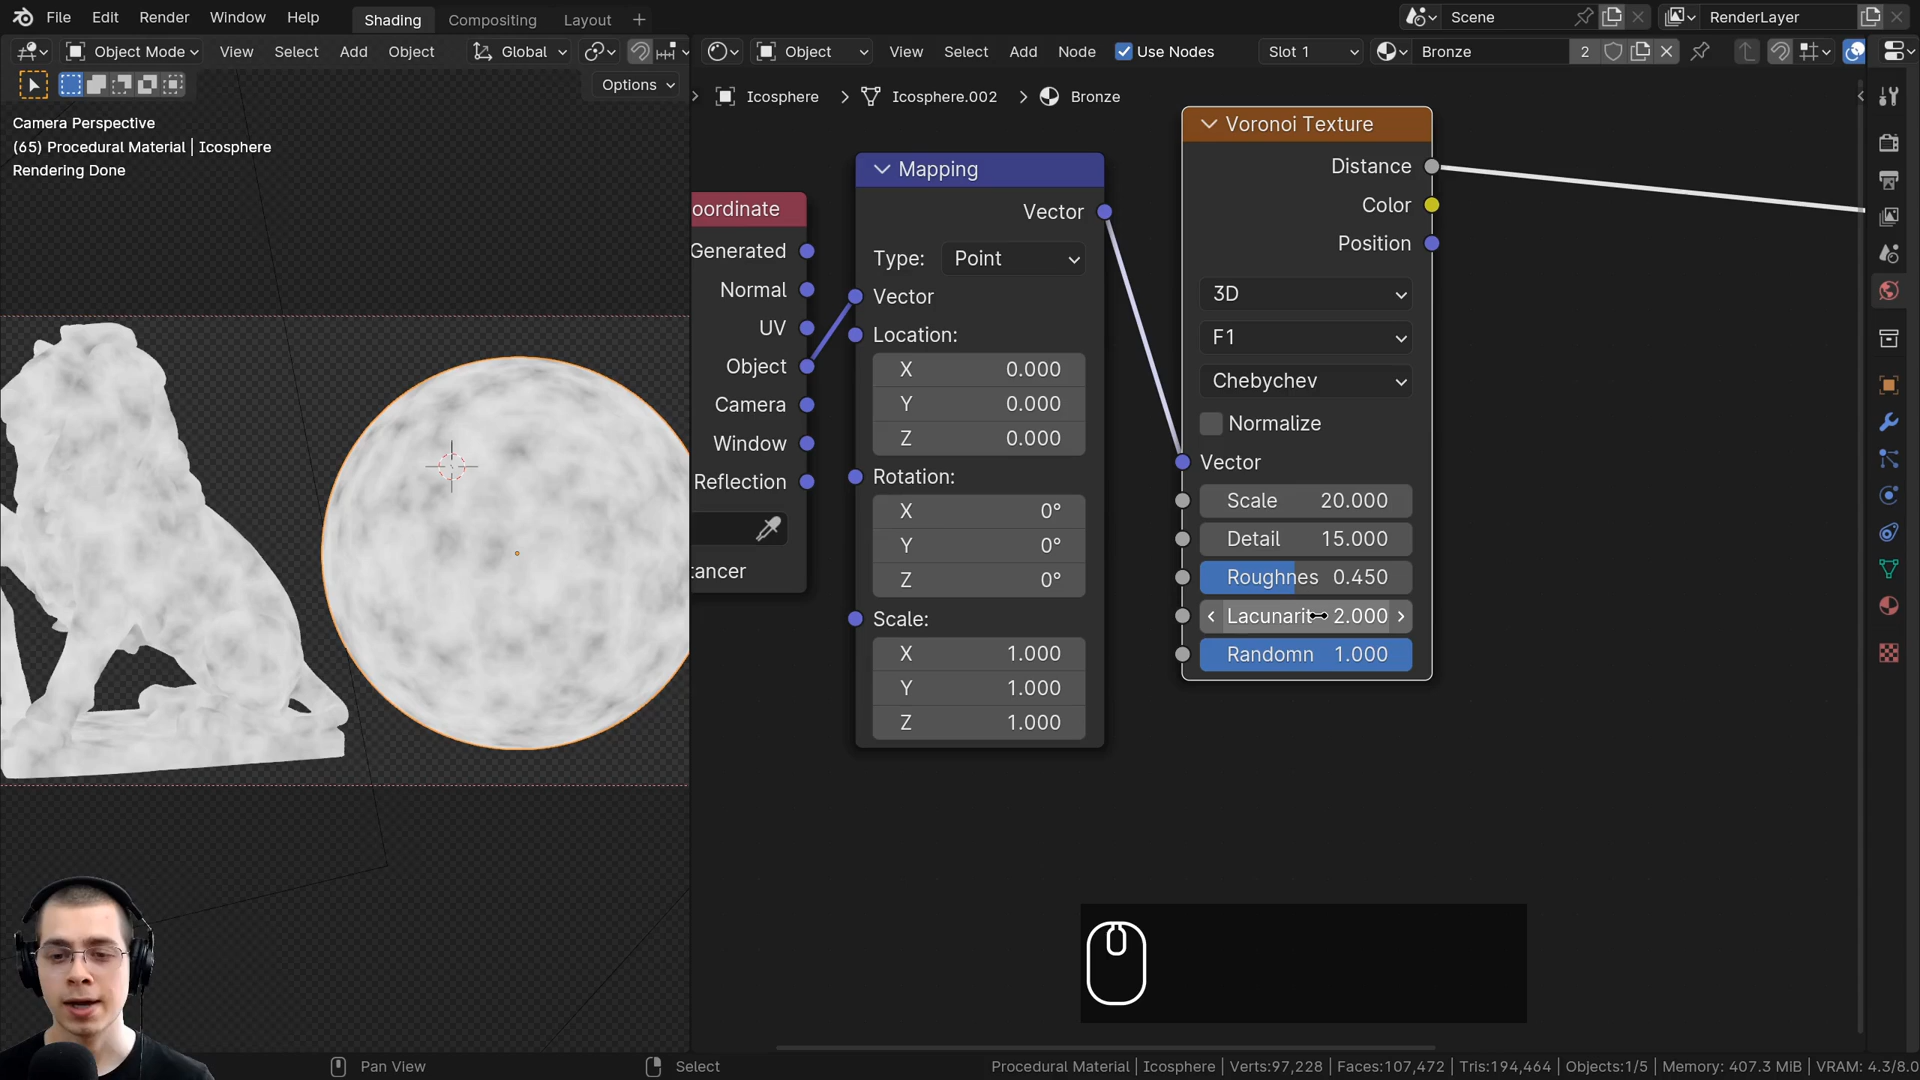 File Edit Render Window Help Shading Compositing Layout + Scene RenderLayer
Object Mode View Select Add Object Global Object View Select Add Node Use Nodes Slot 1 Bronze 2
Options
> Icosphere > Icosphere.002 > Bronze
Camera Perspective
(65) Procedural Material | Icosphere
Rendering Done
oordinate
Generated
Normal
UV
Object
Camera
Window
Reflection
tancer
Mapping
Vector
Type: Point
Vector
Location:
X 0.000
Y 0.000
Z 0.000
Rotation:
X 0°
Y 0°
Z 0°
Scale:
X 1.000
Y 1.000
Z 1.000
Voronoi Texture
Distance
Color
Position
3D
F1
Chebychev
Normalize
Vector
Scale 20.000
Detail 15.000
Roughnes 0.450
Lacunarit 2.000
Randomn 1.000
Pan View Select Procedural Material | Icosphere | Verts:97,228 | Faces:107,472 | Tris:194,464 | Objects:1/5 | Memory: 407.3 MiB | VRAM: 4.3/8.0